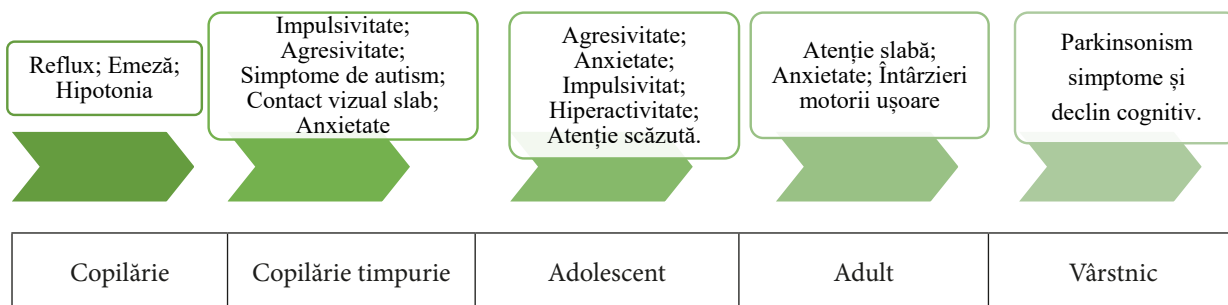 Reflux; Emeză;
Hipotonia
Impulsivitate;
Agresivitate;
Simptome de autism;
Contact vizual slab;
Anxietate
Agresivitate;
Anxietate;
Impulsivitat;
Hiperactivitate;
Atenție scăzută.
Atenție slabă;
Anxietate; Întârzieri
motorii ușoare
Parkinsonism
simptome și
declin cognitiv.
Copilărie
Copilărie timpurie
Adolescent
Adult
Vârstnic